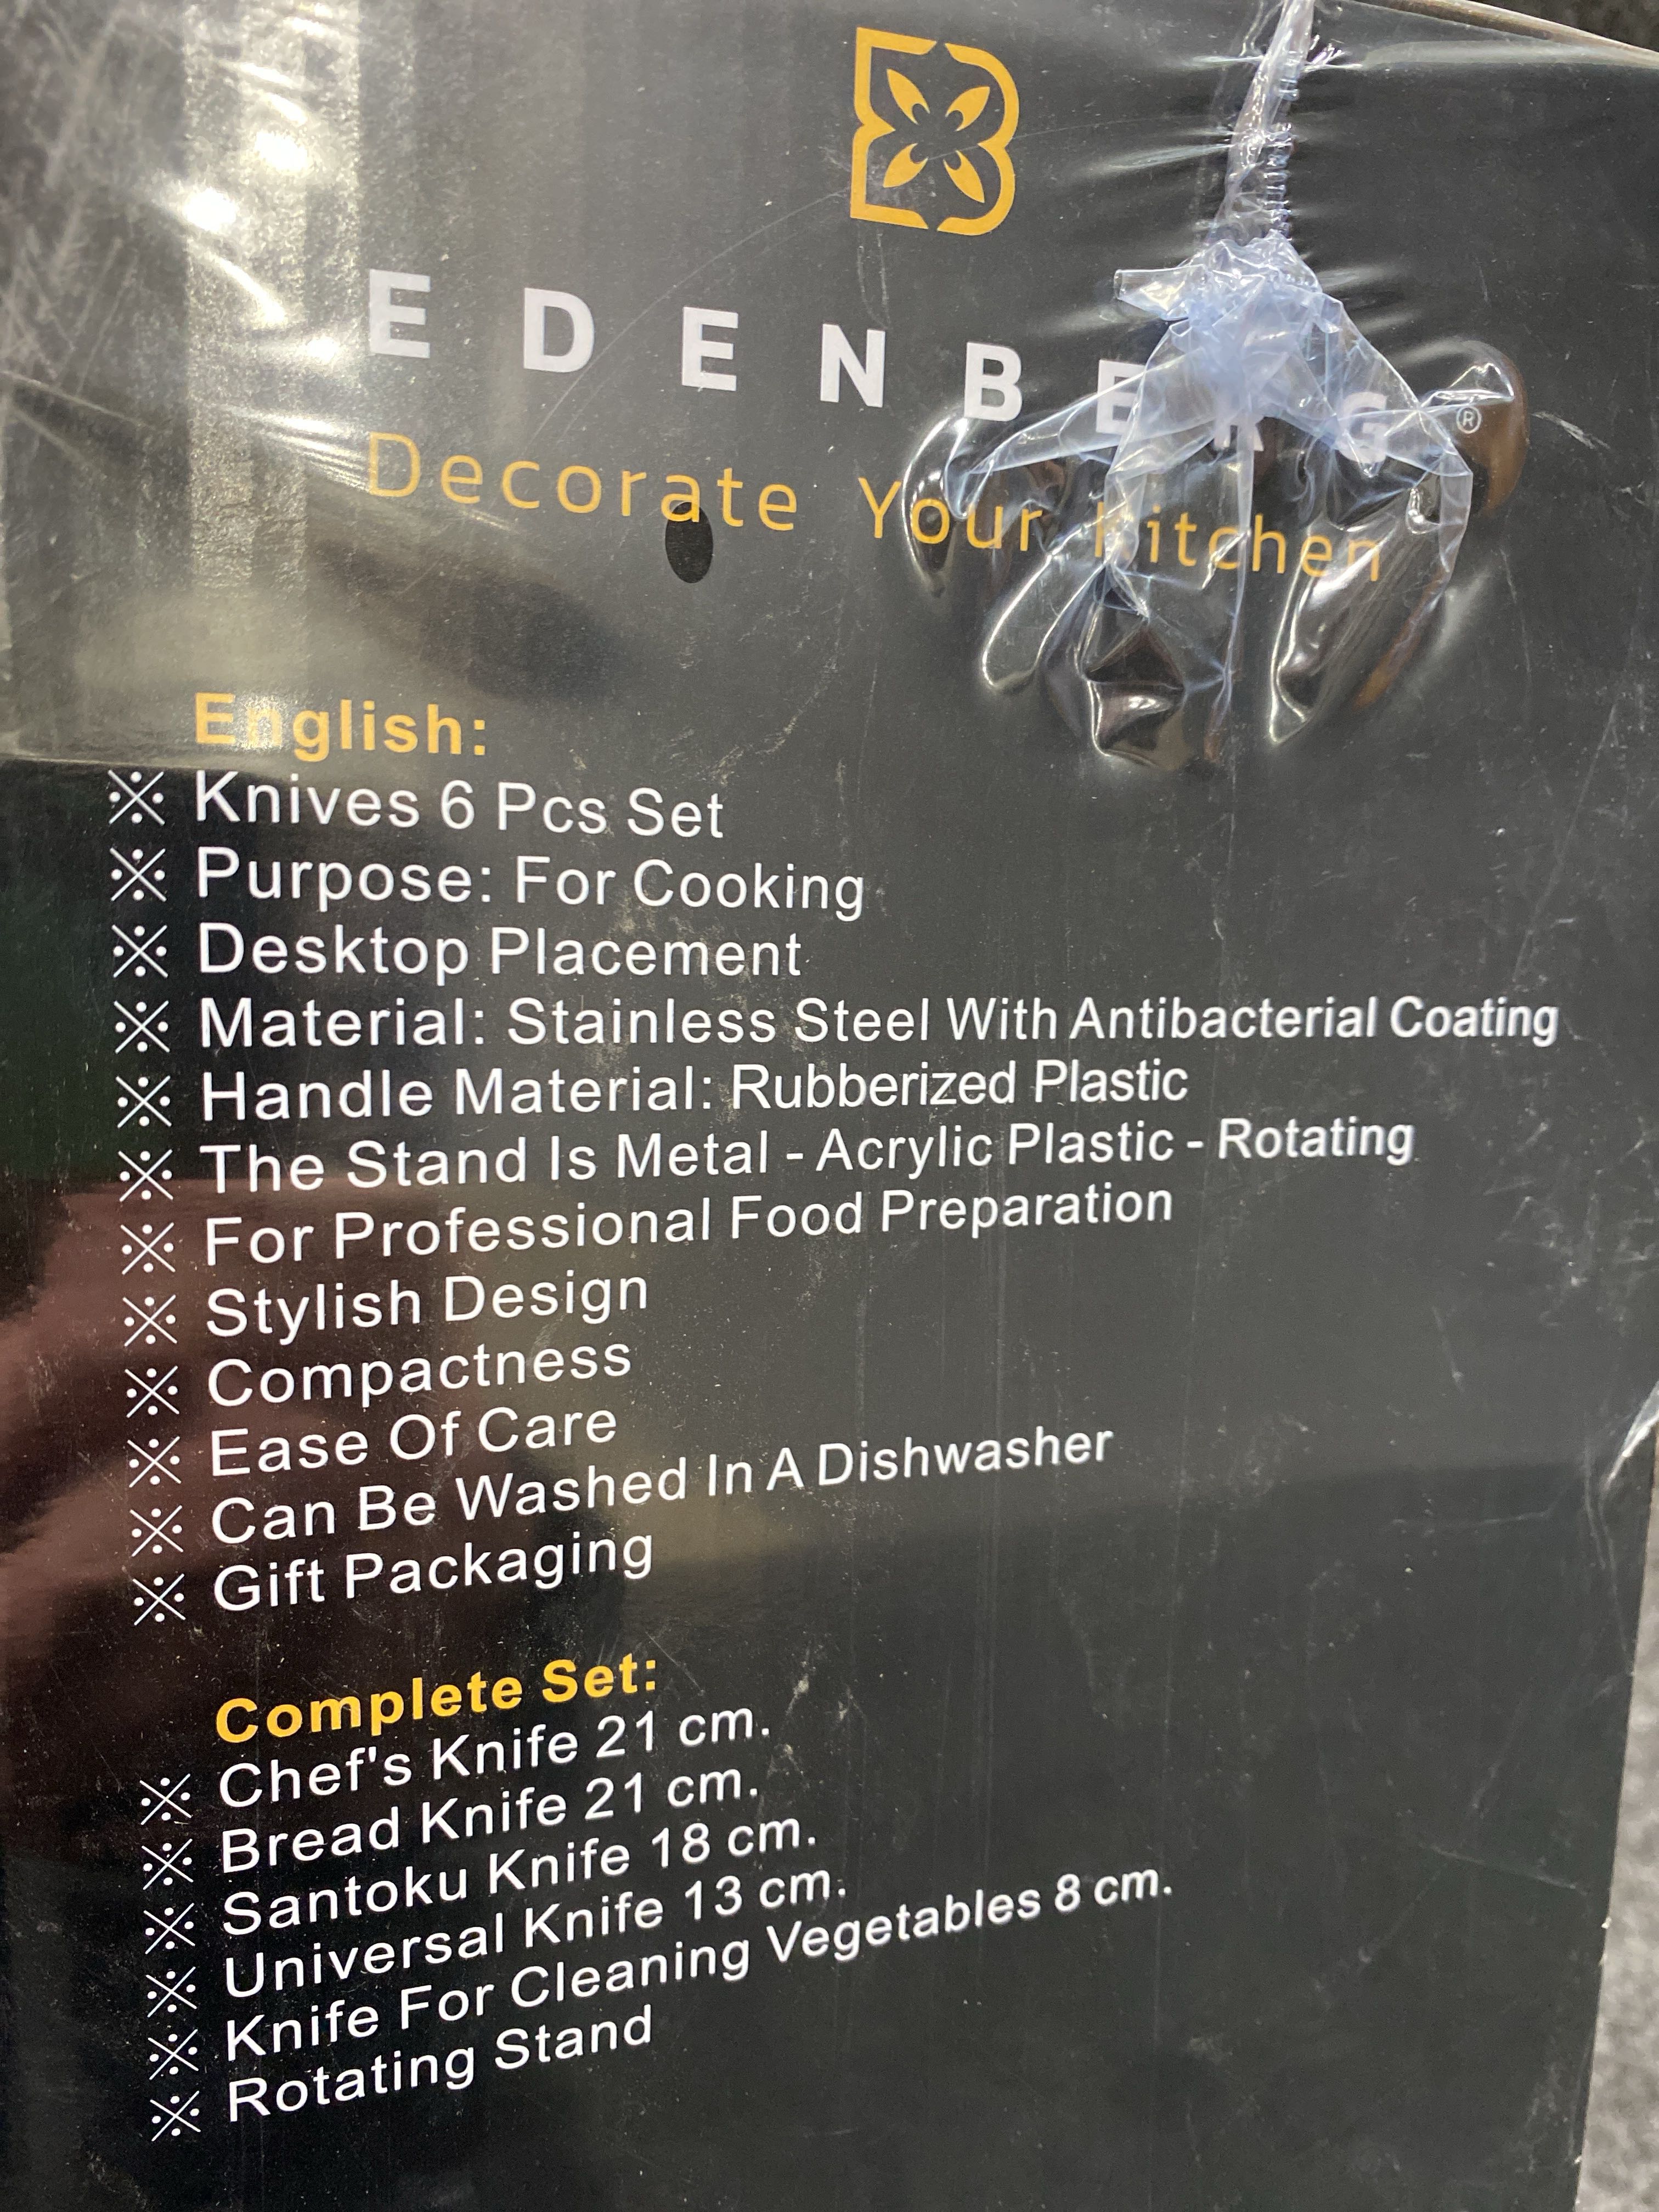 EDENBERG®
Decorate Your Kitchen
English:
※ Knives 6 Pcs Set
※ Purpose: For Cooking
※ Desktop Placement
※ Material: Stainless Steel With Antibacterial Coating
※ Handle Material: Rubberized Plastic
※ The Stand Is Metal - Acrylic Plastic - Rotating
※ For Professional Food Preparation
※ Stylish Design
※ Compactness
※ Ease Of Care
※ Can Be Washed In A Dishwasher
※ Gift Packaging
Complete Set:
※ Chef's Knife 21 cm.
※ Bread Knife 21 cm.
※ Santoku Knife 18 cm.
※ Universal Knife 13 cm.
※ Knife For Cleaning Vegetables 8 cm.
※ Rotating Stand